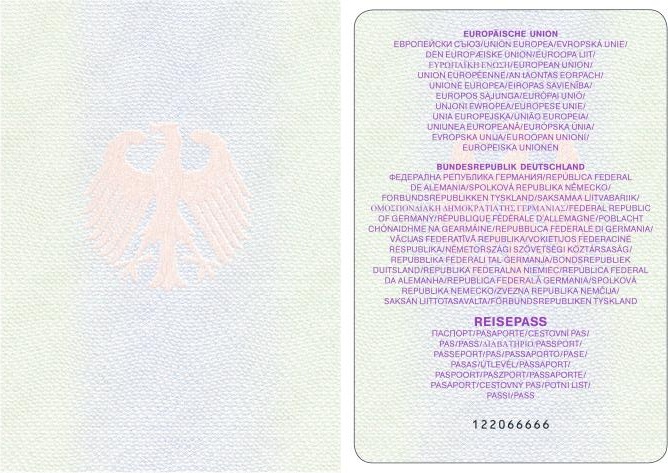 EUROPÄISCHE UNION
ЕВРОПЕЙСКИ СЪЮЗ/UNIÓN EUROPEA/EVROPSKÁ UNIE/
DEN EUROPÆISKE UNION/EUROOPA LIIT/
ΕΥΡΩΠΑΪΚΗ ΕΝΩΣΗ/EUROPEAN UNION/
UNION EUROPÉENNE/AN tAONTAS EORPACH/
UNIONE EUROPEA/EIROPAS SAVIENĪBA/
EUROPOS SĄJUNGA/EURÓPAI UNIÓ/
UNJONI EWROPEA/EUROPESE UNIE/
UNIA EUROPEJSKA/UNIÃO EUROPEIA/
UNIUNEA EUROPEANĂ/EURÓPSKA ÚNIA/
EVROPSKA UNIJA/EUROOPAN UNIONI/
EUROPEISKA UNIONEN
BUNDESREPUBLIK DEUTSCHLAND
ФЕДЕРАЛНА РЕПУБЛИКА ГЕРМАНИЯ/REPÚBLICA FEDERAL
DE ALEMANIA/SPOLKOVÁ REPUBLIKA NĚMECKO/
FORBUNDSREPUBLIKKEN TYSKLAND/SAKSAMAA LIITVABARIIK/
ΟΜΟΣΠΟΝΔΙΑΚΗ ΔΗΜΟΚΡΑΤΙΑ ΤΗΣ ΓΕΡΜΑΝΙΑΣ/FEDERAL REPUBLIC
OF GERMANY/RÉPUBLIQUE FÉDÉRALE D'ALLEMAGNE/POBLACHT
CHÓNAIDHME NA GEARMÁINE/REPUBBLICA FEDERALE DI GERMANIA/
VĀCIJAS FEDERATĪVĀ REPUBLIKA/VOKIETIJOS FEDERACINĖ
RESPUBLIKA/NÉMETORSZÁGI SZÖVETSÉGI KÖZTÁRSASÁG/
REPUBBLIKA FEDERALI TAL GERMANJA/BONDSREPUBLIEK
DUITSLAND/REPUBLIKA FEDERALNA NIEMIEC/REPÚBLICA FEDERAL
DA ALEMANHA/REPUBLICA FEDERALĂ GERMANIA/SPOLKOVÁ
REPUBLIKA NEMECKO/ZVEZNA REPUBLIKA NEMČIJA/
SAKSAN LIITTOTASAVALTA/FÖRBUNDSREPUBLIKEN TYSKLAND
REISEPASS
ПАСПОРТ/PASAPORTE/CESTOVNÍ PAS/
PAS/PASS/ΔΙΑΒΑΤΗΡΙΟ/PASSPORT/
PASSEPORT/PAS/PASSAPORTO/PASE/
PASAS/ÚTLEVÉL/PASSAPORT/
PASPOORT/PASZPORT/PASSAPORTE/
PAŞAPORT/CESTOVNÝ PAS/POTNI LIST/
PASSI/PASS
122066666